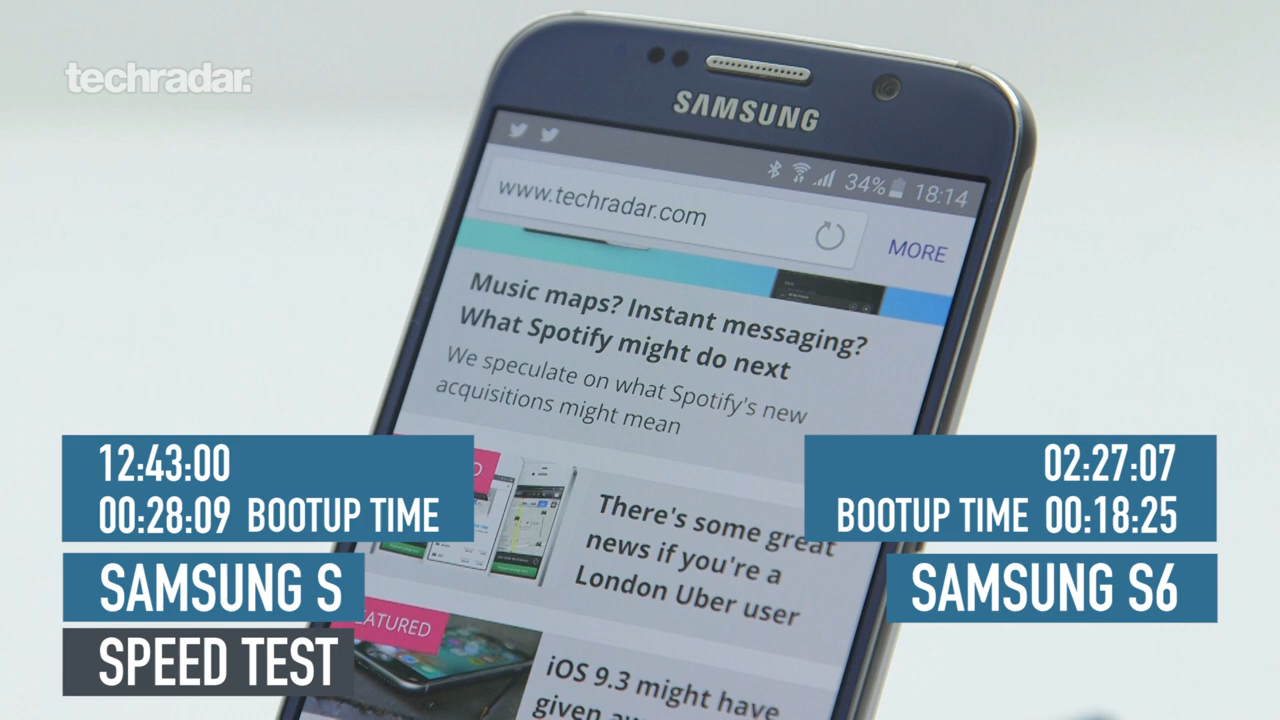 techradar.
SAMSUNG
34% 18:14
www.techradar.com
MORE
Music maps? Instant messaging?
What Spotify might do next
We speculate on what Spotify's new
acquisitions might mean
There's some great
news if you're a
London Uber user
FEATURED
iOS 9.3 might have
12:43:00
00:28:09 BOOTUP TIME
SAMSUNG S
SPEED TEST
02:27:07
BOOTUP TIME 00:18:25
SAMSUNG S6